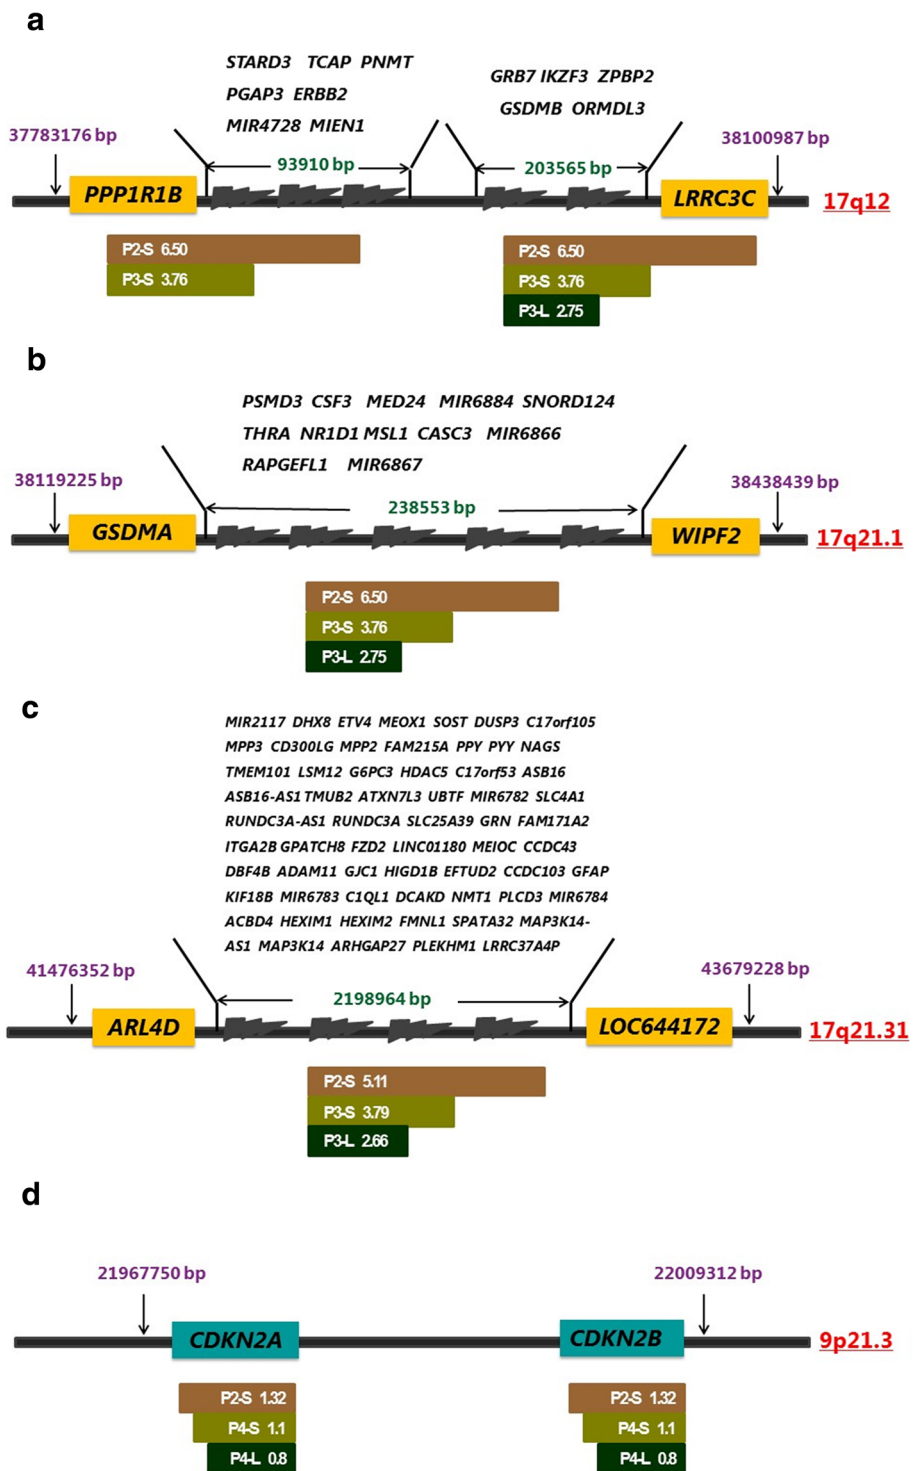 a
STARD3 TCAP PNMT
PGAP3 ERBB2
MIR4728 MIEN1
GRB7 IKZF3 ZPBP2
GSDMB ORMDL3
37783176 bp
93910 bp
203565 bp
38100987 bp
PPP1R1B
LRRC3C
17q12
P2-S 6.50
P3-S 3.76
P2-S 6.50
P3-S 3.76
P3-L 2.75
b
PSMD3 CSF3 MED24 MIR6884 SNORD124
THRA NR1D1 MSL1 CASC3 MIR6866
RAPGEFL1 MIR6867
38119225 bp
238553 bp
38438439 bp
GSDMA
WIPF2
17q21.1
P2-S 6.50
P3-S 3.76
P3-L 2.75
c
MIR2117 DHX8 ETV4 MEOX1 SOST DUSP3 C17orf105
MPP3 CD300LG MPP2 FAM215A PPY PYY NAGS
TMEM101 LSM12 G6PC3 HDAC5 C17orf53 ASB16
ASB16-AS1 TMUB2 ATXN7L3 UBTF MIR6782 SLC4A1
RUNDC3A-AS1 RUNDC3A SLC25A39 GRN FAM171A2
ITGA2B GPATCH8 FZD2 LINC01180 MEIOC CCDC43
DBF4B ADAM11 GJC1 HIGD1B EFTUD2 CCDC103 GFAP
KIF18B MIR6783 C1QL1 DCAKD NMT1 PLCD3 MIR6784
ACBD4 HEXIM1 HEXIM2 FMNL1 SPATA32 MAP3K14-
AS1 MAP3K14 ARHGAP27 PLEKHM1 LRRC37A4P
41476352 bp
2198964 bp
43679228 bp
ARL4D
LOC644172
17q21.31
P2-S 5.11
P3-S 3.79
P3-L 2.66
d
21967750 bp
22009312 bp
CDKN2A
CDKN2B
9p21.3
P2-S 1.32
P4-S 1.1
P4-L 0.8
P2-S 1.32
P4-S 1.1
P4-L 0.8